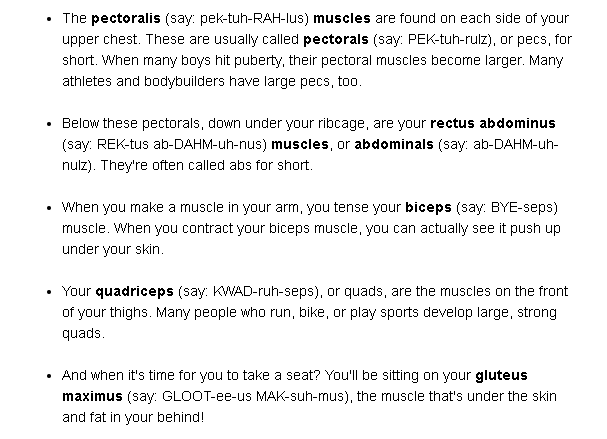 The pectoralis (say: pek-tuh-RAH-lus) muscles are found on each side of your
upper chest. These are usually called pectorals (say: PEK-tuh-rulz), or pecs, for
short. When many boys hit puberty, their pectoral muscles become larger. Many
athletes and bodybuilders have large pecs, too.
Below these pectorals, down under your ribcage, are your rectus abdominus
(say: REK-tus ab-DAHM-uh-nus) muscles, or abdominals (say: ab-DAHM-uh-
nulz). They're often called abs for short.
When you make a muscle in your arm, you tense your biceps (say: BYE-seps)
muscle. When you contract your biceps muscle, you can actually see it push up
under your skin.
Your quadriceps (say: KWAD-ruh-seps), or quads, are the muscles on the front
of your thighs. Many people who run, bike, or play sports develop large, strong
quads.
And when it's time for you to take a seat? You'll be sitting on your gluteus
maximus (say: GLOOT-ee-us MAK-suh-mus), the muscle that's under the skin
and fat in your behind!